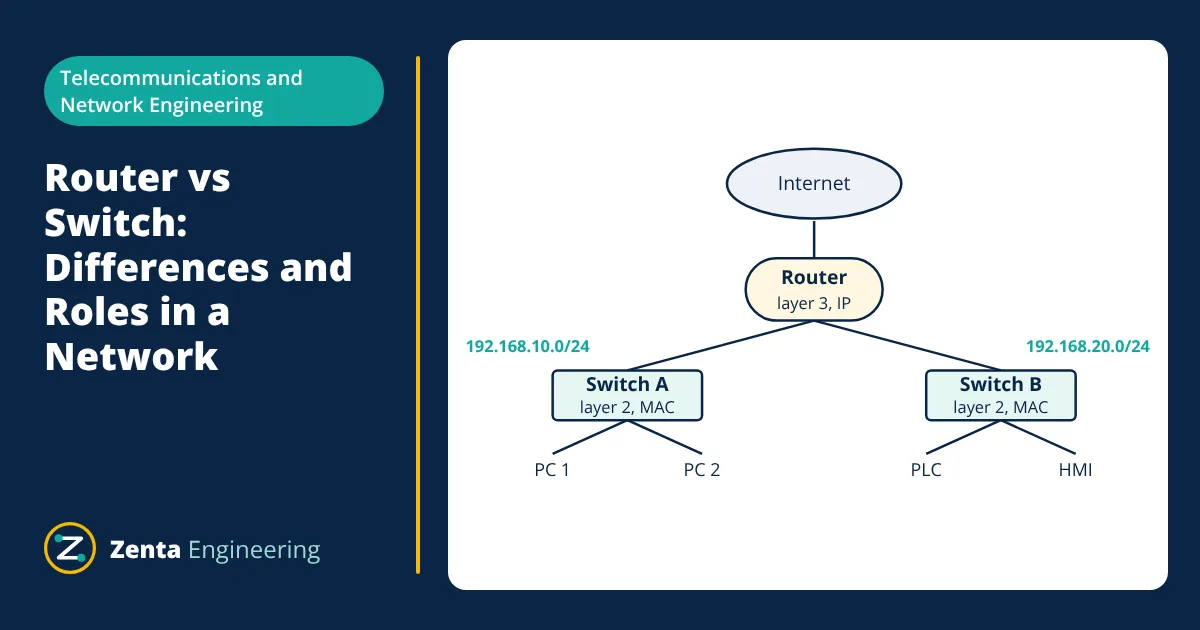 Telecommunications and
Network Engineering
Router vs
Switch:
Differences and
Roles in a
Network
Zenta Engineering
Internet
Router
layer 3, IP
192.168.10.0/24
192.168.20.0/24
Switch A
layer 2, MAC
Switch B
layer 2, MAC
PC 1
PC 2
PLC
HMI